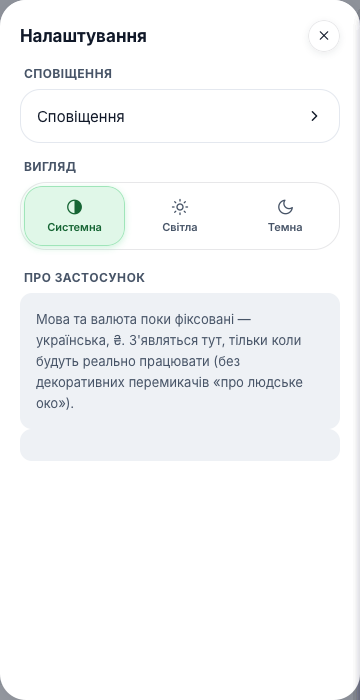 Налаштування
СПОВІЩЕННЯ
Сповіщення
ВИГЛЯД
Системна
Світла
Темна
ПРО ЗАСТОСУНОК
Мова та валюта поки фіксовані —
українська, ₴. З'являться тут, тільки коли
будуть реально працювати (без
декоративних перемикачів «про людське
око»).